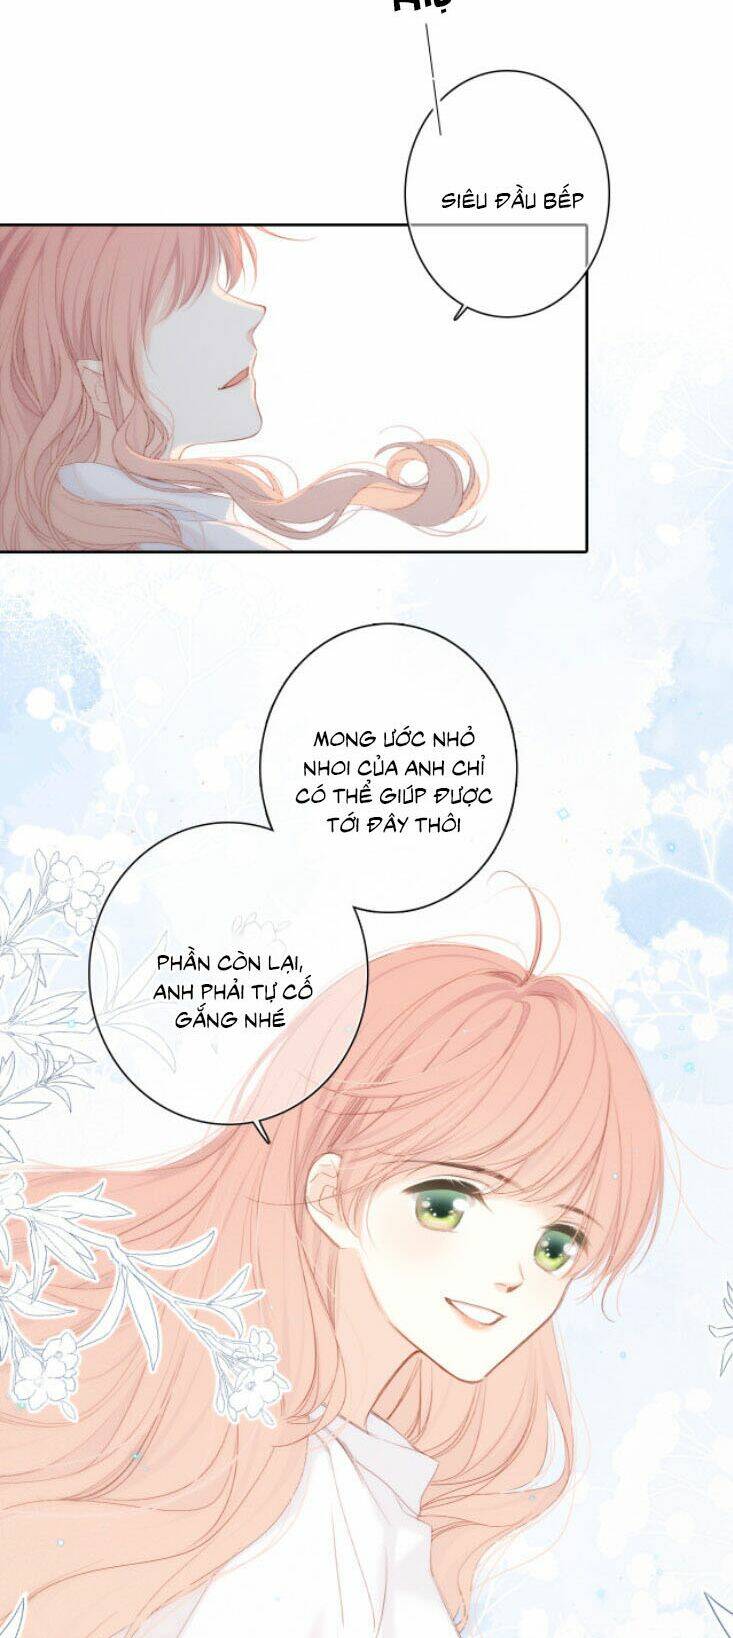 SIÊU ĐẦU BẾP
MONG ƯỚC NHỎ
NHOI CỦA ANH CHỈ
CÓ THỂ GIÚP ĐƯỢC
TỚI ĐÂY THÔI
PHẦN CÒN LẠI,
ANH PHẢI TỰ CỐ
GẮNG NHÉ